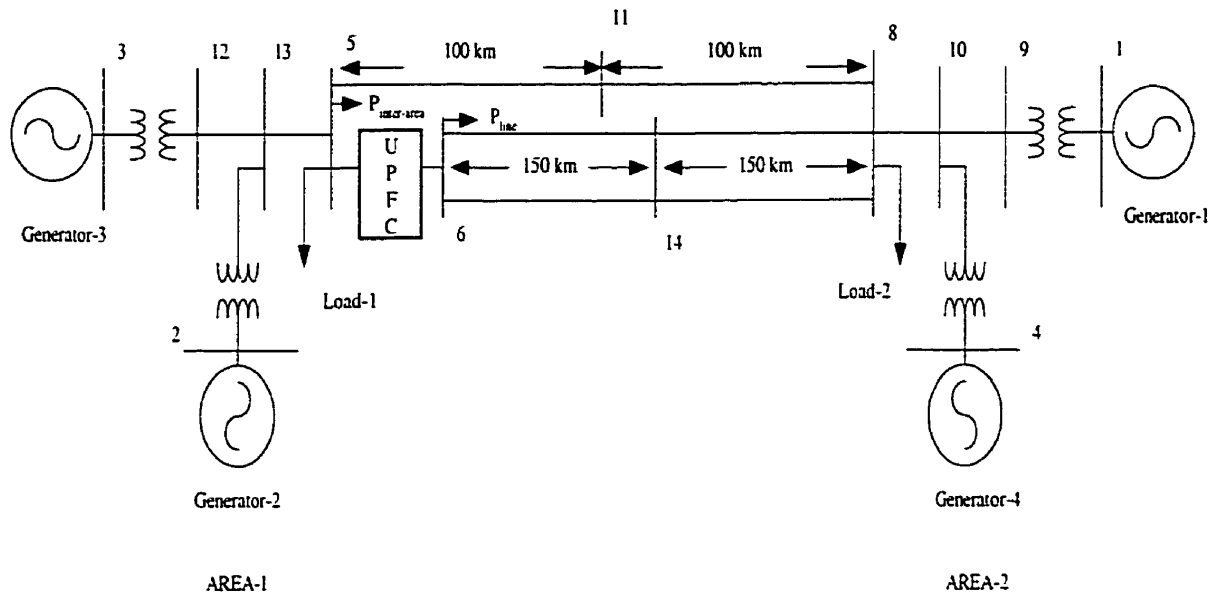 11
3 12 13 5 100 km 100 km 8 10 9 1
P inter-area
P line
U
P
F
C
150 km 150 km
Generator-3 Generator-1
6 14
Load-1 Load-2
2 4
Generator-2 Generator-4
AREA-1 AREA-2